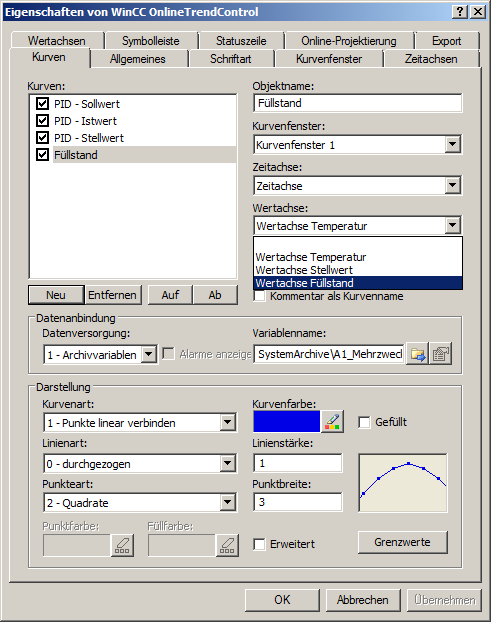 Eigenschaften von WinCC OnlineTrendControl
Wertachsen
Symbolleiste
Statuszeile
Online-Projektierung
Export
Kurven
Allgemeines
Schriftart
Kurvenfenster
Zeitachsen
Kurven:
PID - Sollwert
PID - Istwert
PID - Stellwert
Füllstand
Neu
Entfernen
Auf
Ab
Objektname:
Füllstand
Kurvenfenster:
Kurvenfenster 1
Zeitachse:
Zeitachse
Wertachse:
Wertachse Temperatur
Wertachse Temperatur
Wertachse Stellwert
Wertachse Füllstand
Kommentar als Kurvenname
Datenanbindung
Datenversorgung:
1 - Archivvariablen
Alarme anzeige
Variablenname:
SystemArchive\A1_Mehrzwec
Darstellung
Kurvenart:
1 - Punkte linear verbinden
Kurvenfarbe:
Gefüllt
Linienart:
0 - durchgezogen
Linienstärke:
1
Punkteart:
2 - Quadrate
Punktbreite:
3
Punktfarbe:
Füllfarbe:
Erweitert
Grenzwerte
OK
Abbrechen
Übernehmen